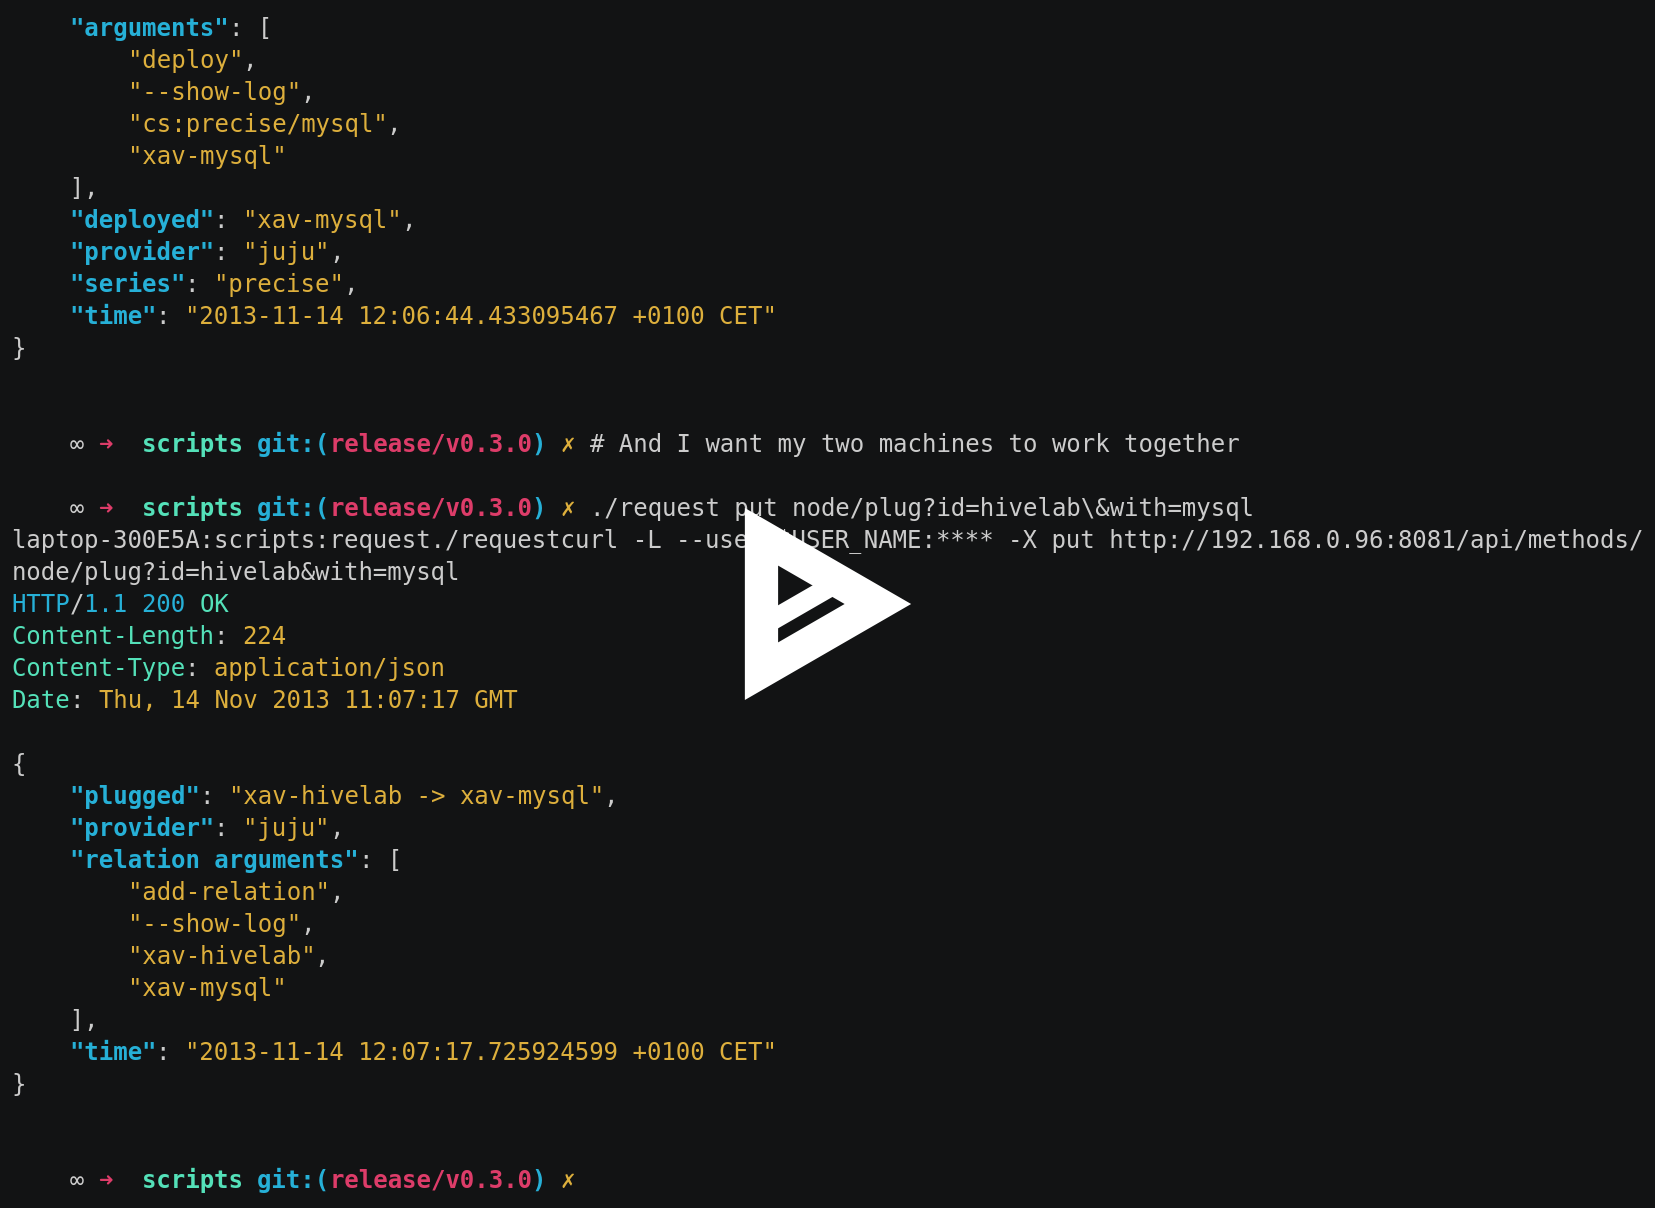 "arguments": [
"deploy",
"--show-log",
"cs:precise/mysql",
"xav-mysql"
],
"deployed": "xav-mysql",
"provider": "juju",
"series": "precise",
"time": "2013-11-14 12:06:44.433095467 +0100 CET"
}
∞ ➜  scripts git:(release/v0.3.0) ✗ # And I want my two machines to work together
∞ ➜  scripts git:(release/v0.3.0) ✗ ./request put node/plug?id=hivelab\&with=mysql
laptop-300E5A:scripts:request./requestcurl -L -X put http://192.168.0.96:8081/api/methods/
node/plug?id=hivelab&with=mysql
HTTP/1.1 200 OK
Content-Length: 224
Content-Type: application/json
Date: Thu, 14 Nov 2013 11:07:17 GMT
{
"plugged": "xav-hivelab -> xav-mysql",
"provider": "juju",
"relation arguments": [
"add-relation",
"--show-log",
"xav-hivelab",
"xav-mysql"
],
"time": "2013-11-14 12:07:17.725924599 +0100 CET"
}
∞ ➜  scripts git:(release/v0.3.0) ✗